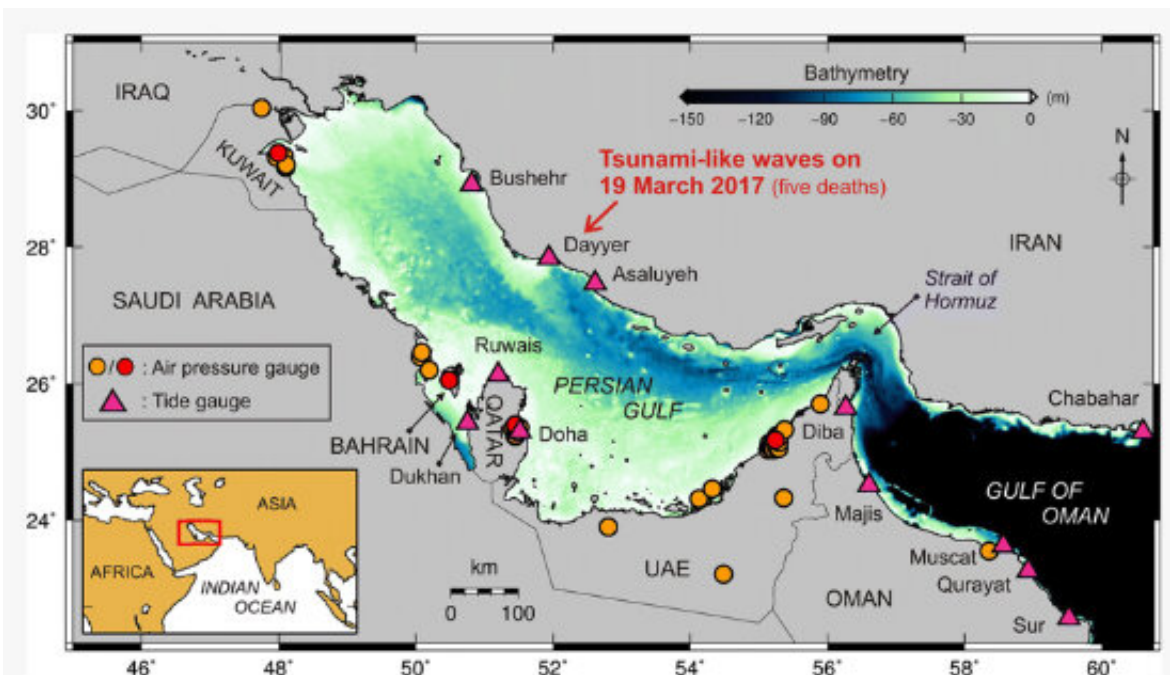 Bathymetry
(m)
−150 −120 −90 −60 −30 0
IRAQ
30°
KUWAIT
N
Tsunami-like waves on
19 March 2017 (five deaths)
Bushehr
28°
Dayyer
IRAN
Asaluyeh
Strait of
Hormuz
SAUDI ARABIA
Ruwais
/ : Air pressure gauge
: Tide gauge
26°
PERSIAN
GULF
Chabahar
QATAR
BAHRAIN
Doha
Diba
Dukhan
GULF OF
OMAN
24°
Majis
Muscat
Qurayat
UAE
OMAN
Sur
km
0 100
ASIA
AFRICA
INDIAN
OCEAN
46° 48° 50° 52° 54° 56° 58° 60°